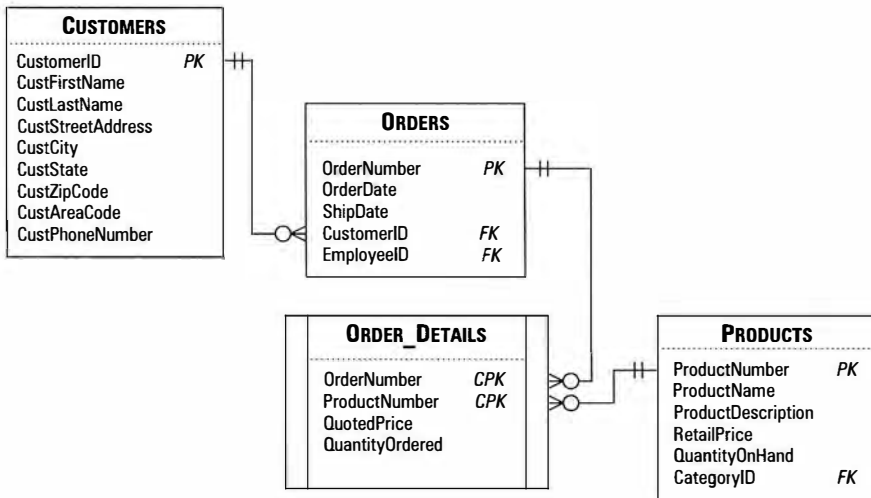 CUSTOMERS
CustomerID PK
CustFirstName
CustLastName
CustStreetAddress
CustCity
CustState
CustZipCode
CustAreaCode
CustPhoneNumber
ORDERS
OrderNumber PK
OrderDate
ShipDate
CustomerID FK
EmployeeID FK
ORDER_DETAILS
OrderNumber CPK
ProductNumber CPK
QuotedPrice
QuantityOrdered
PRODUCTS
ProductNumber PK
ProductName
ProductDescription
RetailPrice
QuantityOnHand
CategoryID FK